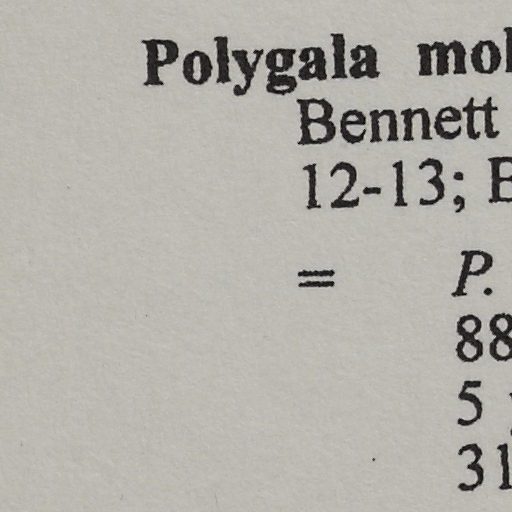 Polygala mol
Bennett
12-13; B
= P.
88
5
31